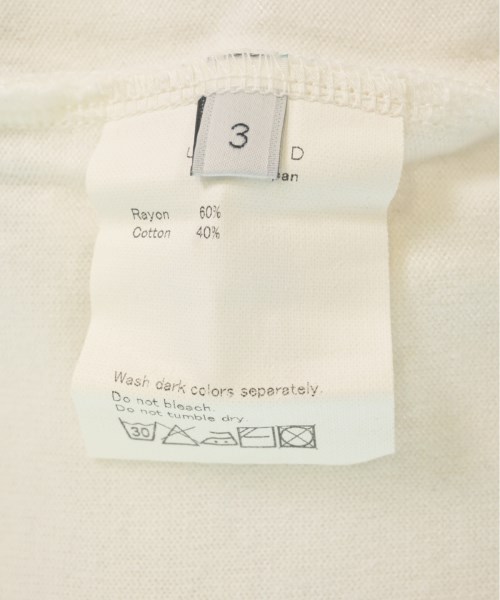 3
D
Rayon 60%
Cotton 40%
Wash dark colors separately.
Do not bleach.
Do not tumble dry.
30